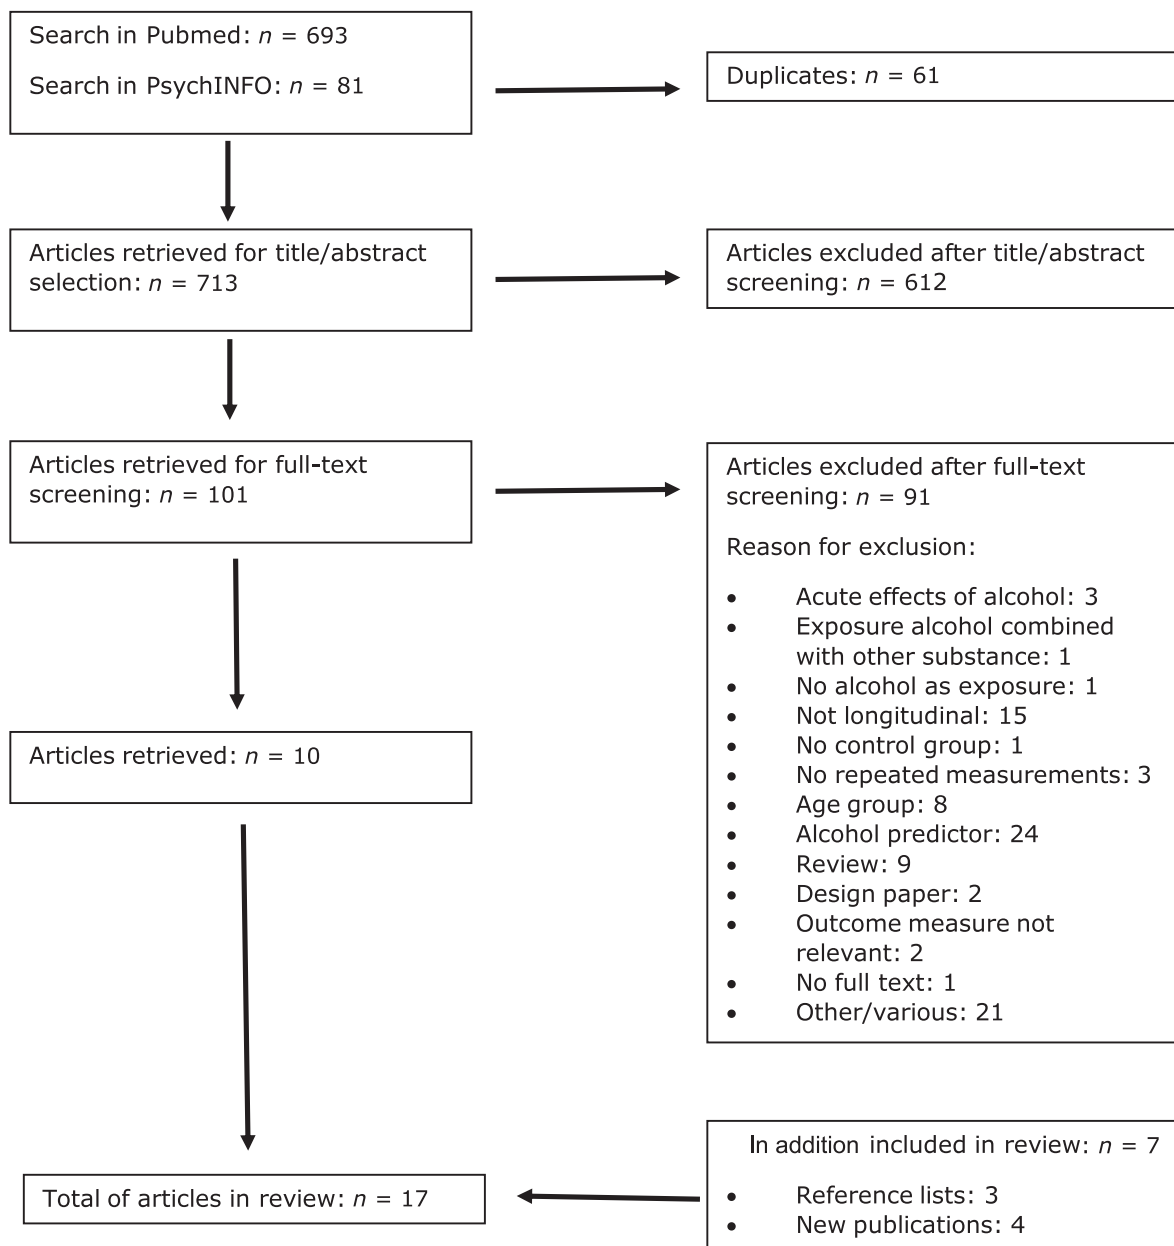 Search in Pubmed: n = 693
Search in PsychINFO: n = 81
Duplicates: n = 61
Articles retrieved for title/abstract
selection: n = 713
Articles excluded after title/abstract
screening: n = 612
Articles retrieved for full-text
screening: n = 101
Articles excluded after full-text
screening: n = 91
Reason for exclusion:
• Acute effects of alcohol: 3
• Exposure alcohol combined
with other substance: 1
• No alcohol as exposure: 1
• Not longitudinal: 15
• No control group: 1
• No repeated measurements: 3
• Age group: 8
• Alcohol predictor: 24
• Review: 9
• Design paper: 2
• Outcome measure not
relevant: 2
• No full text: 1
• Other/various: 21
Articles retrieved: n = 10
In addition included in review: n = 7
• Reference lists: 3
• New publications: 4
Total of articles in review: n = 17